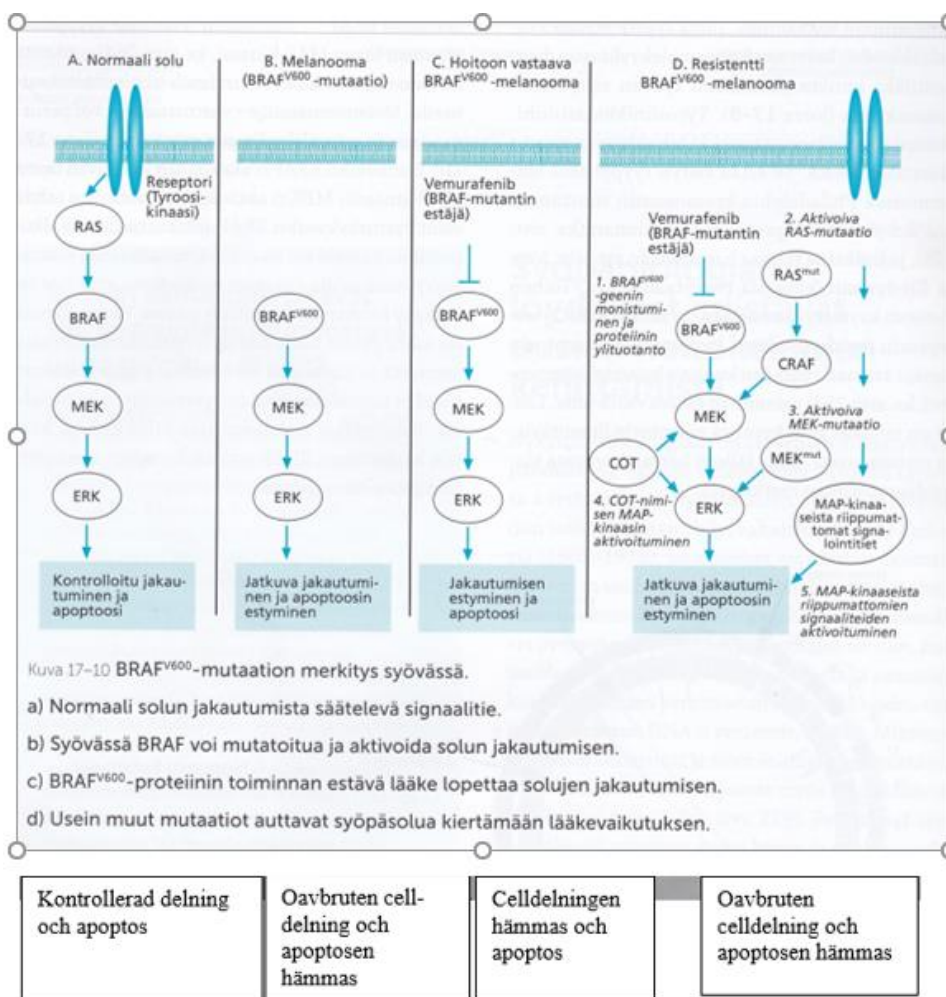 A. Normaali solu
Reseptori
(Tyroosi-
kinaasi)
RAS
BRAF
MEK
ERK
Kontrolloitu jakau-
tuminen ja
apoptoosi
B. Melanooma
(BRAFV600 -mutaatio)
BRAFV600
MEK
ERK
Jatkuva jakautumi-
nen ja apoptoosin
estyminen
C. Hoitoon vastaava
BRAFV600 -melanooma
Vemurafenib
(BRAF-mutantin
estäjä)
BRAFV600
MEK
ERK
Jakautumisen
estyminen ja
apoptoosi
D. Resistentti
BRAFV600 -melanooma
Vemurafenib
(BRAF-mutantin
estäjä)
1. BRAFV600
-geenin
monistumi-
nen ja
proteiinin
ylituotanto
BRAFV600
2. Aktivoiva
RAS-mutaatio
RASmut
CRAF
MEK
3. Aktivoiva
MEK-mutaatio
MEKmut
COT
ERK
4. COT-nimi-
sen MAP-
kinaasin
aktivoituminen
MAP-kinaa-
seista
riippumat-
tomat signa-
lointitiet
Jatkuva jakautumi-
nen ja apoptoosin
estyminen
5. MAP-kinaaseista
riippumattomien
signaaliteiden
aktivoituminen
Kuva 17–10 BRAFV600-mutaation merkitys syövässä.
a) Normaali solun jakautumista säätelevä signaalitie.
b) Syövässä BRAF voi mutatoitua ja aktivoida solun jakautumisen.
c) BRAFV600-proteiinin toiminnan estävä lääke lopettaa solujen jakautumisen.
d) Usein muut mutaatiot auttavat syöpäsolua kiertämään lääkevaikutuksen.
Kontrollerad delning
och apoptos
Oavbruten cell-
delning och
apoptosen
hämmas
Celldelningen
hämmas och
apoptos
Oavbruten
celldelning och
apoptosen hämmas